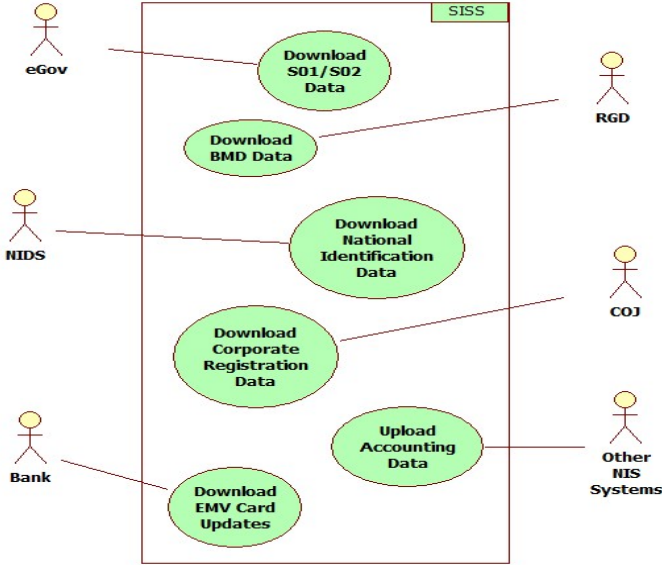 SISS
eGov
Download
S01/S02
Data
RGD
Download
BMD Data
NIDS
Download
National
Identification
Data
COJ
Download
Corporate
Registration
Data
Upload
Accounting
Data
Other
NIS
Systems
Bank
Download
EMV Card
Updates